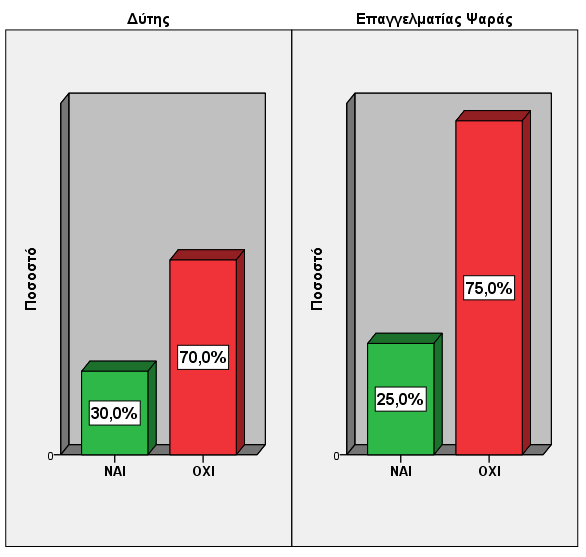 Δύτης
Επαγγελματίας Ψαράς
Ποσοστό
70,0%
30,0%
0
ΝΑΙ
ΟΧΙ
Ποσοστό
75,0%
25,0%
0
ΝΑΙ
ΟΧΙ